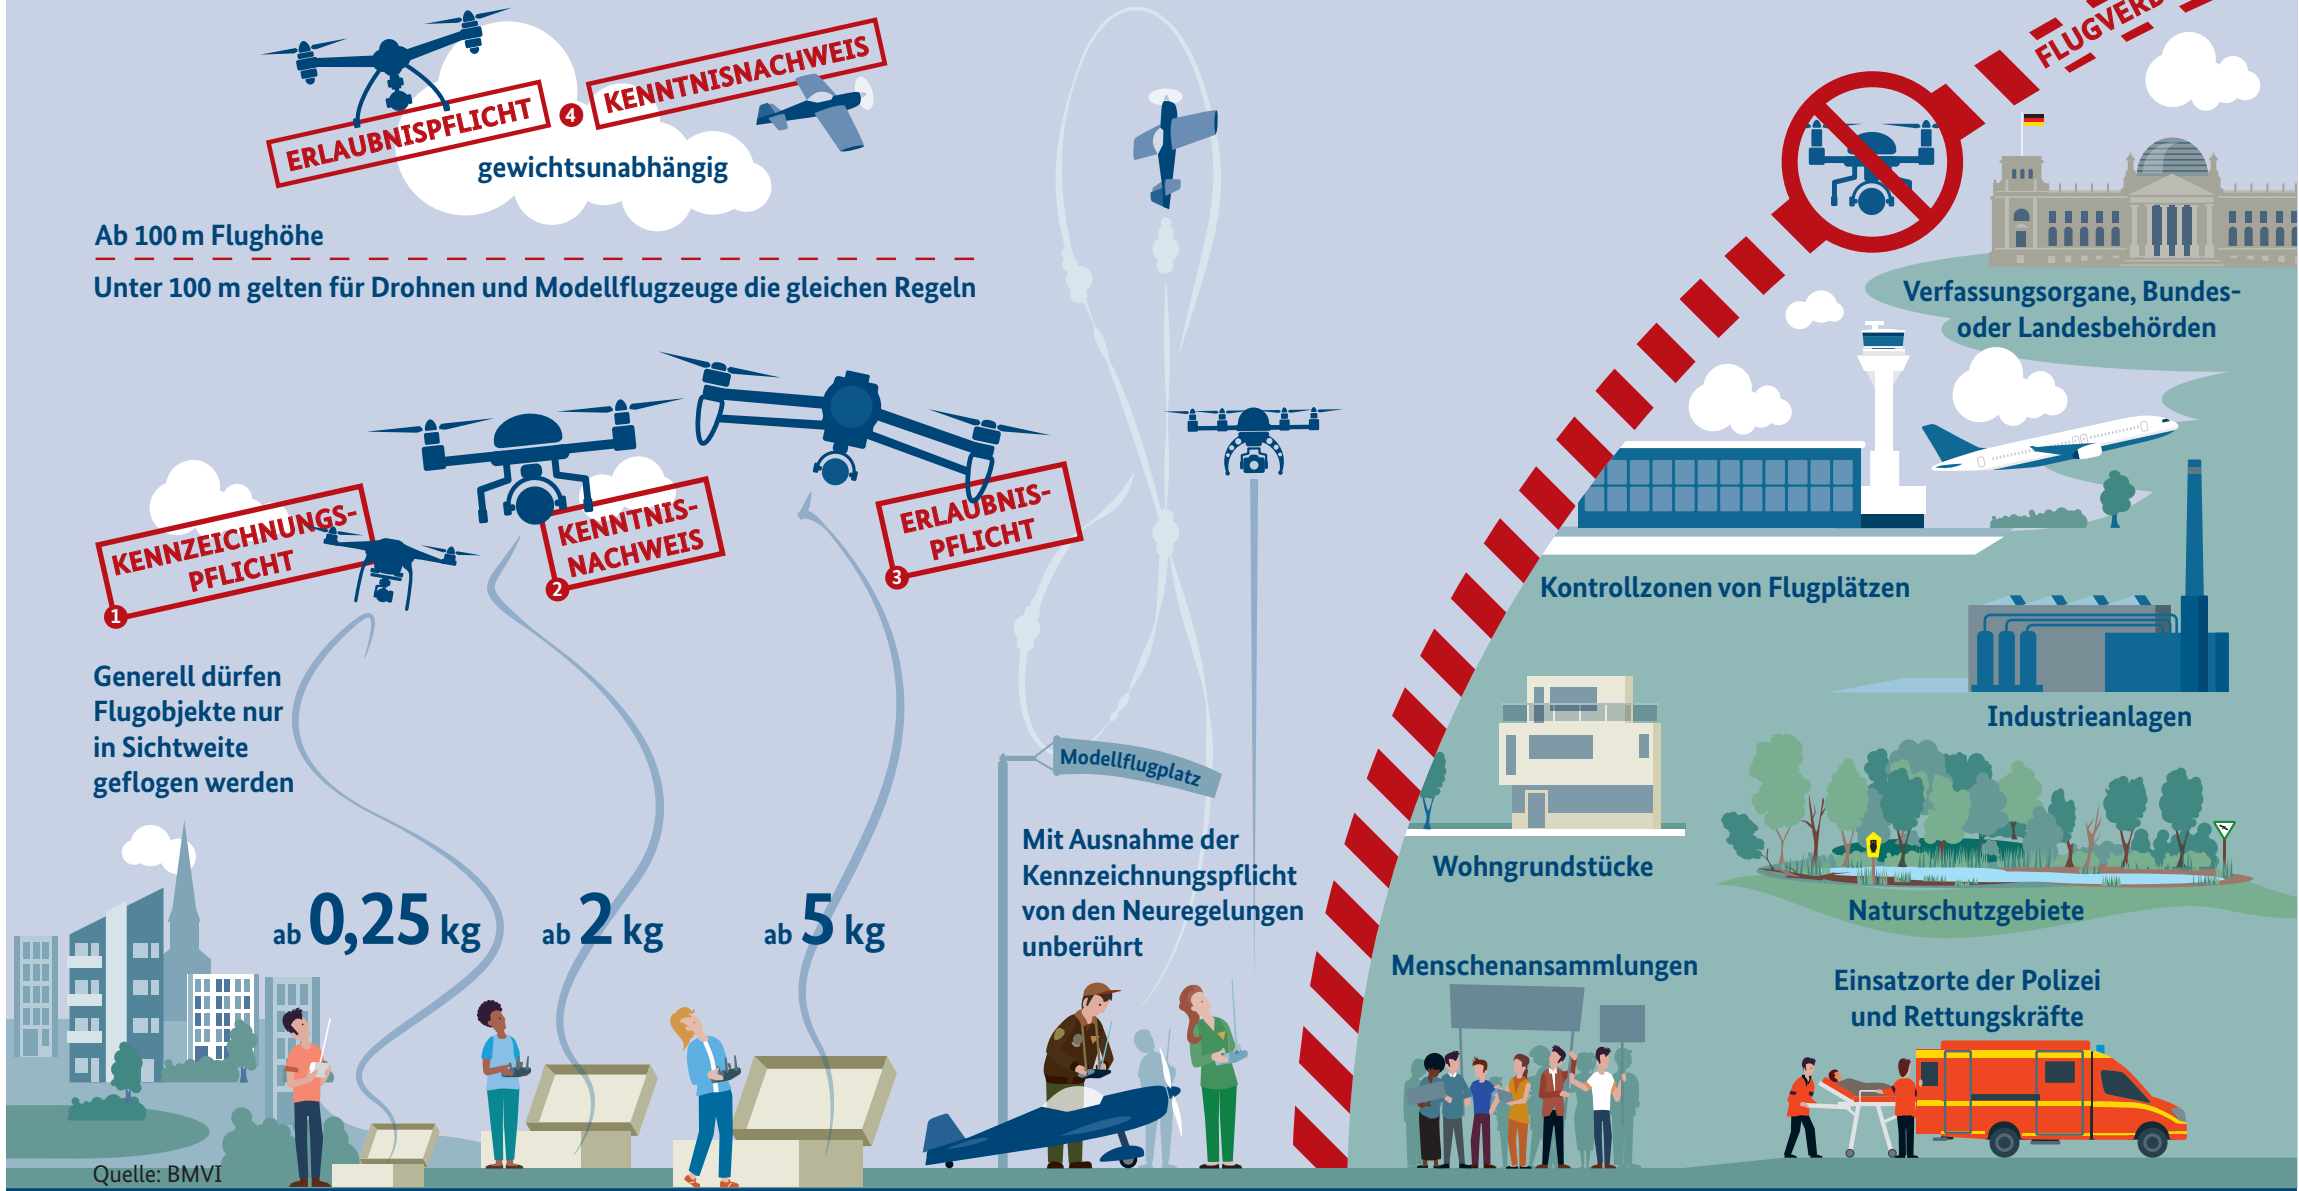 ERLAUBNISPFLICHT
4
KENNTNISNACHWEIS
gewichtsunabhängig
Ab 100 m Flughöhe
Unter 100 m gelten für Drohnen und Modellflugzeuge die gleichen Regeln
KENNZEICHNUNGS-
PFLICHT
1
KENNTNIS-
NACHWEIS
2
ERLAUBNIS-
PFLICHT
3
Generell dürfen
Flugobjekte nur
in Sichtweite
geflogen werden
ab 0,25 kg
ab 2 kg
ab 5 kg
Modellflugplatz
Mit Ausnahme der
Kennzeichnungspflicht
von den Neuregelungen
unberührt
Verfassungsorgane, Bundes-
oder Landesbehörden
Kontrollzonen von Flugplätzen
Industrieanlagen
Wohngrundstücke
Naturschutzgebiete
Menschenansammlungen
Einsatzorte der Polizei
und Rettungskräfte
Quelle: BMVI